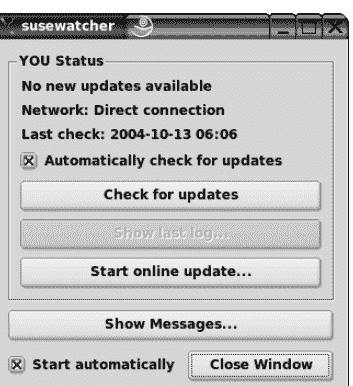 susewatcher
YOU Status
No new updates available
Network: Direct connection
Last check: 2004-10-13 06:06
Automatically check for updates
Check for updates
Show last log...
Start online update...
Show Messages...
Start automatically
Close Window